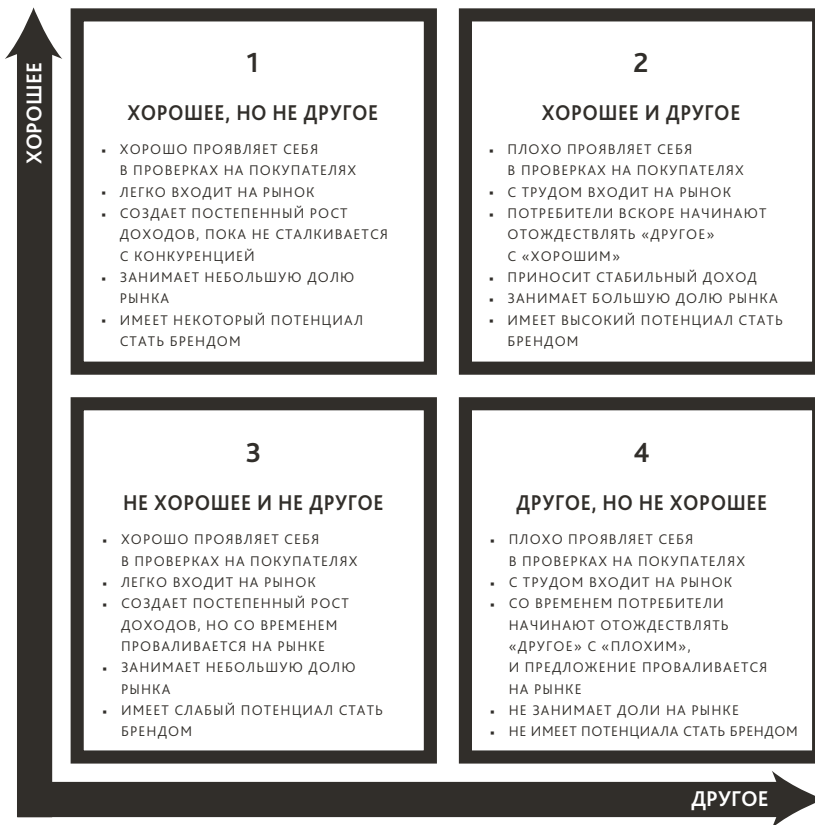 ХОРОШЕЕ
1
ХОРОШЕЕ, НО НЕ ДРУГОЕ
▪ ХОРОШО ПРОЯВЛЯЕТ СЕБЯ
В ПРОВЕРКАХ НА ПОКУПАТЕЛЯХ
▪ ЛЕГКО ВХОДИТ НА РЫНОК
▪ СОЗДАЕТ ПОСТЕПЕННЫЙ РОСТ
ДОХОДОВ, ПОКА НЕ СТАЛКИВАЕТСЯ
С КОНКУРЕНЦИЕЙ
▪ ЗАНИМАЕТ НЕБОЛЬШУЮ ДОЛЮ
РЫНКА
▪ ИМЕЕТ НЕКОТОРЫЙ ПОТЕНЦИАЛ
СТАТЬ БРЕНДОМ
2
ХОРОШЕЕ И ДРУГОЕ
▪ ПЛОХО ПРОЯВЛЯЕТ СЕБЯ
В ПРОВЕРКАХ НА ПОКУПАТЕЛЯХ
▪ С ТРУДОМ ВХОДИТ НА РЫНОК
▪ ПОТРЕБИТЕЛИ ВСКОРЕ НАЧИНАЮТ
ОТОЖДЕСТВЛЯТЬ «ДРУГОЕ»
С «ХОРОШИМ»
▪ ПРИНОСИТ СТАБИЛЬНЫЙ ДОХОД
▪ ЗАНИМАЕТ БОЛЬШУЮ ДОЛЮ РЫНКА
▪ ИМЕЕТ ВЫСОКИЙ ПОТЕНЦИАЛ СТАТЬ
БРЕНДОМ
3
НЕ ХОРОШЕЕ И НЕ ДРУГОЕ
▪ ХОРОШО ПРОЯВЛЯЕТ СЕБЯ
В ПРОВЕРКАХ НА ПОКУПАТЕЛЯХ
▪ ЛЕГКО ВХОДИТ НА РЫНОК
▪ СОЗДАЕТ ПОСТЕПЕННЫЙ РОСТ
ДОХОДОВ, НО СО ВРЕМЕНЕМ
ПРОВАЛИВАЕТСЯ НА РЫНКЕ
▪ ЗАНИМАЕТ НЕБОЛЬШУЮ ДОЛЮ
РЫНКА
▪ ИМЕЕТ СЛАБЫЙ ПОТЕНЦИАЛ СТАТЬ
БРЕНДОМ
4
ДРУГОЕ, НО НЕ ХОРОШЕЕ
▪ ПЛОХО ПРОЯВЛЯЕТ СЕБЯ
В ПРОВЕРКАХ НА ПОКУПАТЕЛЯХ
▪ С ТРУДОМ ВХОДИТ НА РЫНОК
▪ СО ВРЕМЕНЕМ ПОТРЕБИТЕЛИ
НАЧИНАЮТ ОТОЖДЕСТВЛЯТЬ
«ДРУГОЕ» С «ПЛОХИМ»,
И ПРЕДЛОЖЕНИЕ ПРОВАЛИВАЕТСЯ
НА РЫНКЕ
▪ НЕ ЗАНИМАЕТ ДОЛИ НА РЫНКЕ
▪ НЕ ИМЕЕТ ПОТЕНЦИАЛА СТАТЬ БРЕНДОМ
ДРУГОЕ